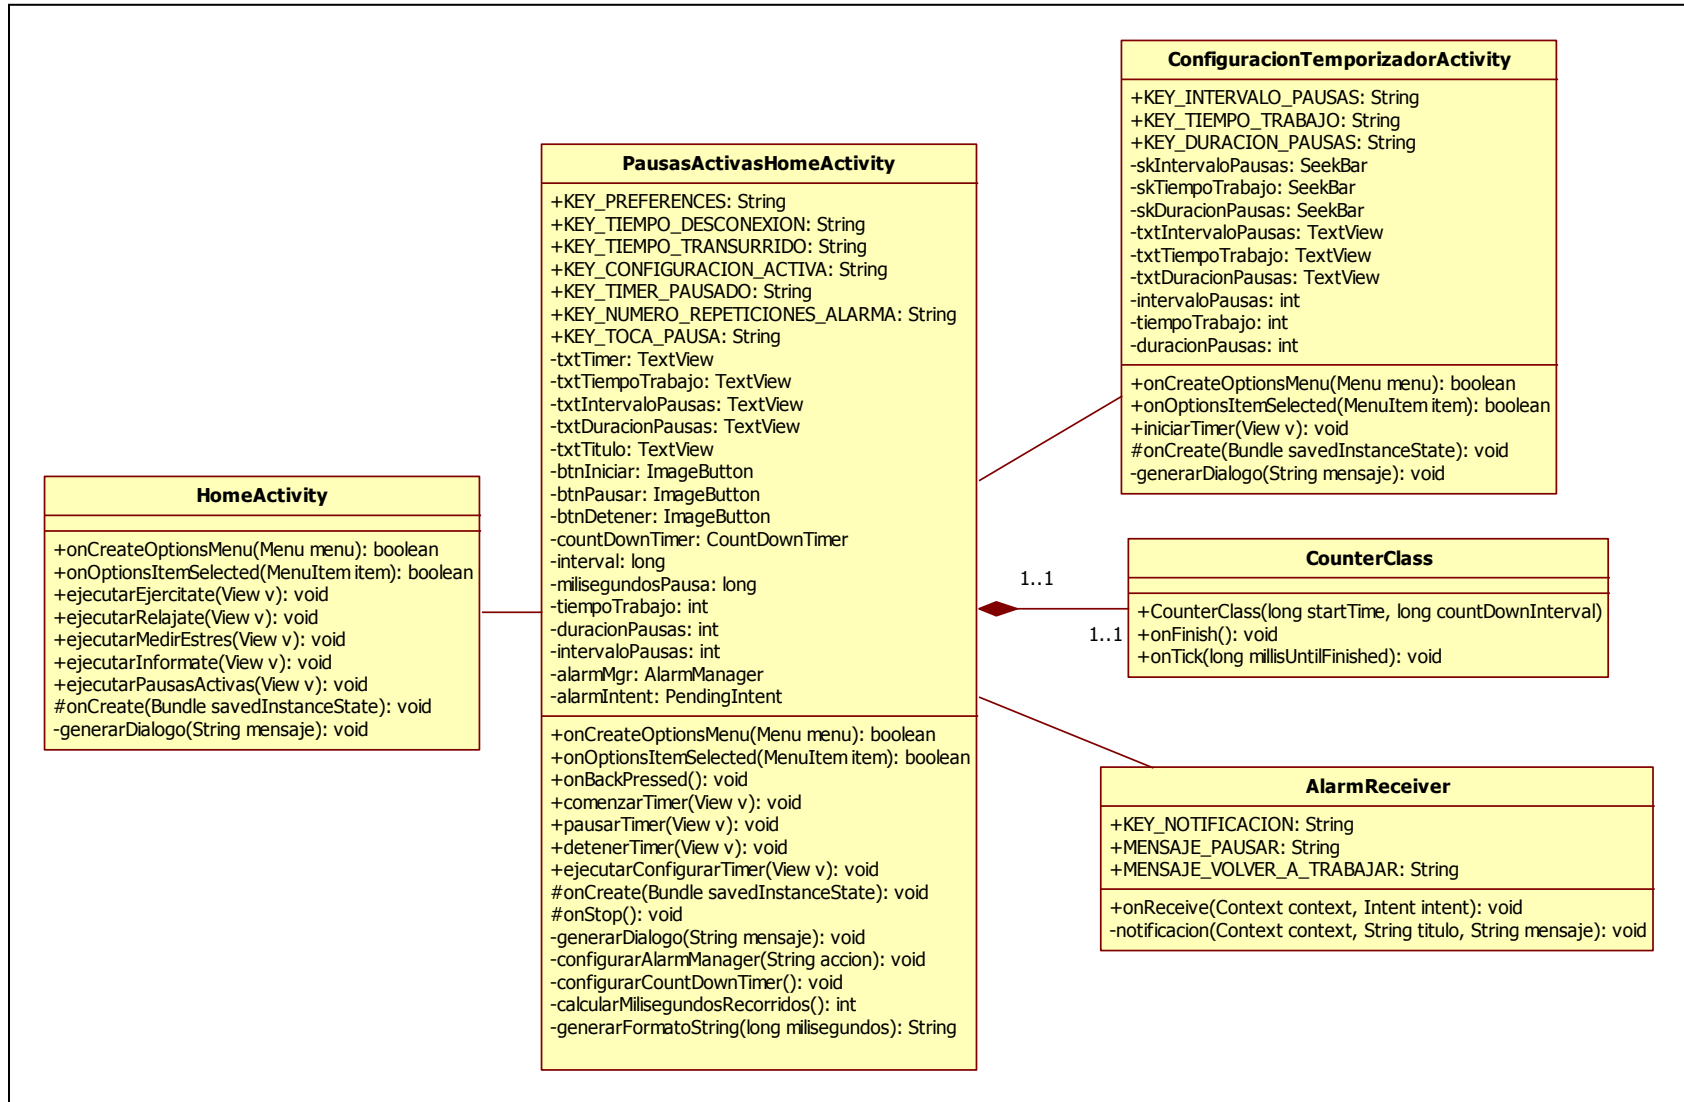 HomeActivity
+onCreateOptionsMenu(Menu menu): boolean
+onOptionsItemSelected(MenuItem item): boolean
+ejecutarEjercitate(View v): void
+ejecutarRelajate(View v): void
+ejecutarMedirEstres(View v): void
+ejecutarInformate(View v): void
+ejecutarPausasActivas(View v): void
#onCreate(Bundle savedInstanceState): void
-generarDialogo(String mensaje): void
PausasActivasHomeActivity
+KEY_PREFERENCES: String
+KEY_TIEMPO_DESCONEXION: String
+KEY_TIEMPO_TRANSURRIDO: String
+KEY_CONFIGURACION_ACTIVA: String
+KEY_TIMER_PAUSADO: String
+KEY_NUMERO_REPETICIONES_ALARMA: String
+KEY_TOCA_PAUSA: String
-txtTimer: TextView
-txtTiempoTrabajo: TextView
-txtIntervaloPausas: TextView
-txtDuracionPausas: TextView
-txtTitulo: TextView
-btnIniciar: ImageButton
-btnPausar: ImageButton
-btnDetener: ImageButton
-countDownTimer: CountDownTimer
-interval: long
-milisegundosPausa: long
-tiempoTrabajo: int
-duracionPausas: int
-intervaloPausas: int
-alarmMgr: AlarmManager
-alarmIntent: PendingIntent
+onCreateOptionsMenu(Menu menu): boolean
+onOptionsItemSelected(MenuItem item): boolean
+onBackPressed(): void
+comenzarTimer(View v): void
+pausarTimer(View v): void
+detenerTimer(View v): void
+ejecutarConfigurarTimer(View v): void
#onCreate(Bundle savedInstanceState): void
#onStop(): void
-generarDialogo(String mensaje): void
-configurarAlarmManager(String accion): void
-configurarCountDownTimer(): void
-calcularMilisegundosRecorridos(): int
-generarFormatoString(long milisegundos): String
ConfiguracionTemporizadorActivity
+KEY_INTERVALO_PAUSAS: String
+KEY_TIEMPO_TRABAJO: String
+KEY_DURACION_PAUSAS: String
-skIntervaloPausas: SeekBar
-skTiempoTrabajo: SeekBar
-skDuracionPausas: SeekBar
-txtIntervaloPausas: TextView
-txtTiempoTrabajo: TextView
-txtDuracionPausas: TextView
-intervaloPausas: int
-tiempoTrabajo: int
-duracionPausas: int
+onCreateOptionsMenu(Menu menu): boolean
+onOptionsItemSelected(MenuItem item): boolean
+iniciarTimer(View v): void
#onCreate(Bundle savedInstanceState): void
-generarDialogo(String mensaje): void
1..1
1..1
CounterClass
+CounterClass(long startTime, long countDownInterval)
+onFinish(): void
+onTick(long millisUntilFinished): void
AlarmReceiver
+KEY_NOTIFICACION: String
+MENSAJE_PAUSAR: String
+MENSAJE_VOLVER_A_TRABAJAR: String
+onReceive(Context context, Intent intent): void
-notificacion(Context context, String titulo, String mensaje): void